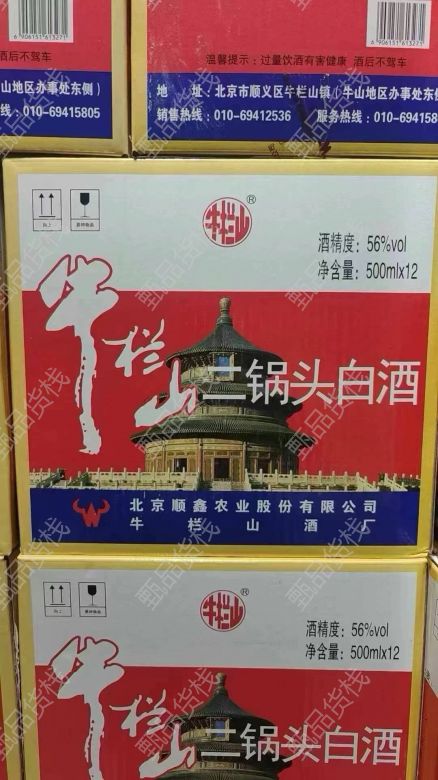 6906151613271
6906151613271
酒后不驾车
温馨提示：过量饮酒有害健康 酒后不驾车
山地区办事处东侧）
地 址：北京市顺义区牛栏山镇（牛山地区办事处东侧）
热线：010-69415805
销售热线：010-69412536 服务热线：010-694158
向上
易碎物品
牛栏山®
酒精度：56%vol
净含量：500mlx12
牛栏山二锅头白酒
北京顺鑫农业股份有限公司
牛栏山酒厂
向上
易碎物品
牛栏山®
酒精度：56%vol
净含量：500mlx12
牛栏山二锅头白酒
甄品货栈